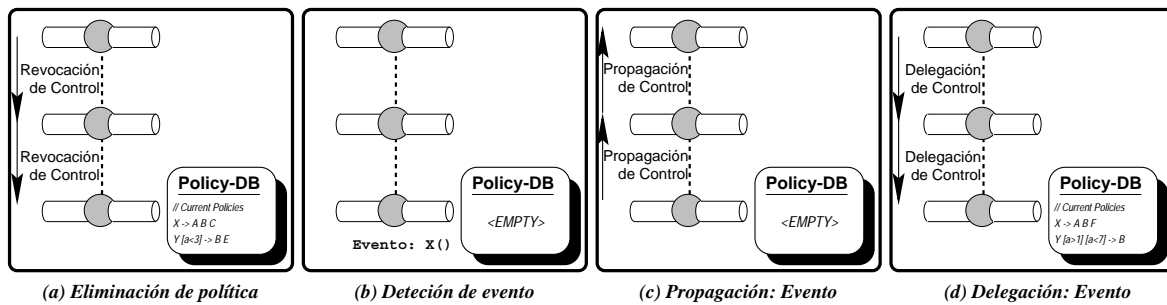 Revocación
de Control
Revocación
de Control
Policy-DB
// Current Policies
X -> A B C
Y [a<3] -> B E
(a) Eliminación de política
Policy-DB
<EMPTY>
Evento: X()
(b) Deteción de evento
Propagación
de Control
Propagación
de Control
Policy-DB
<EMPTY>
(c) Propagación: Evento
Delegación
de Control
Delegación
de Control
Policy-DB
// Current Policies
X -> A B F
Y [a>1] [a<7] -> B
(d) Delegación: Evento